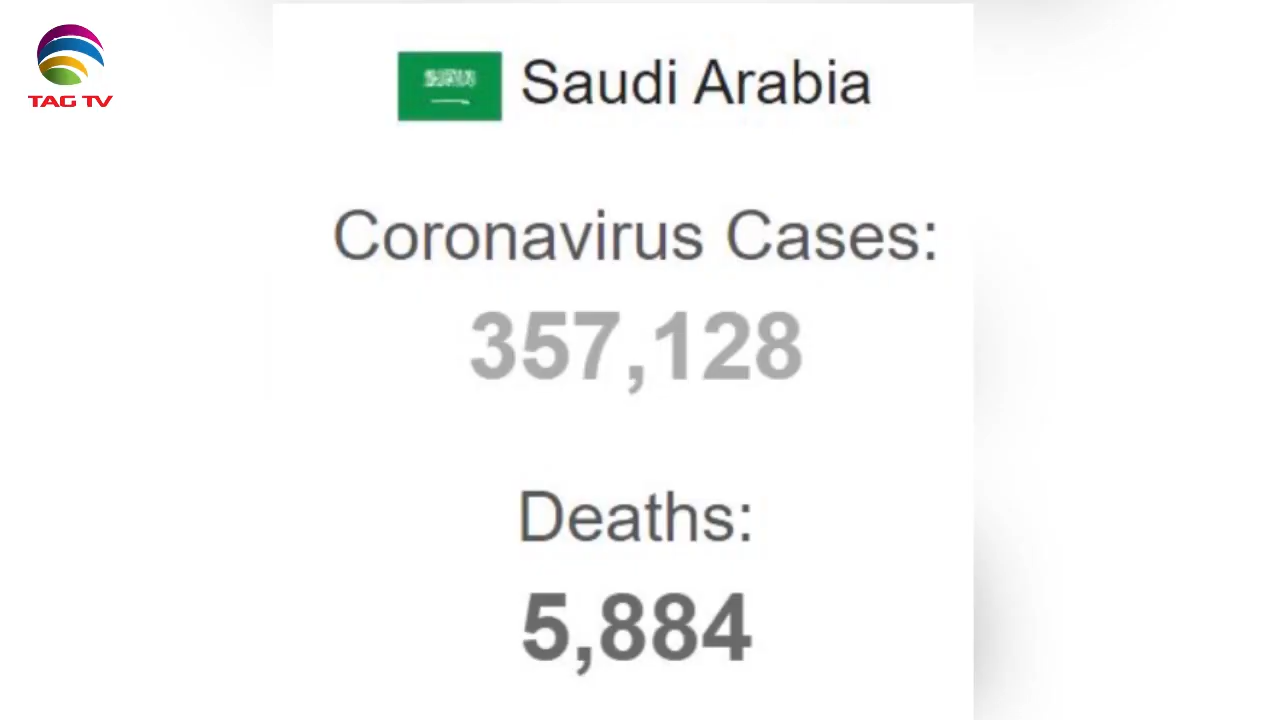 TAG TV
Saudi Arabia
Coronavirus Cases:
357,128
Deaths:
5,884